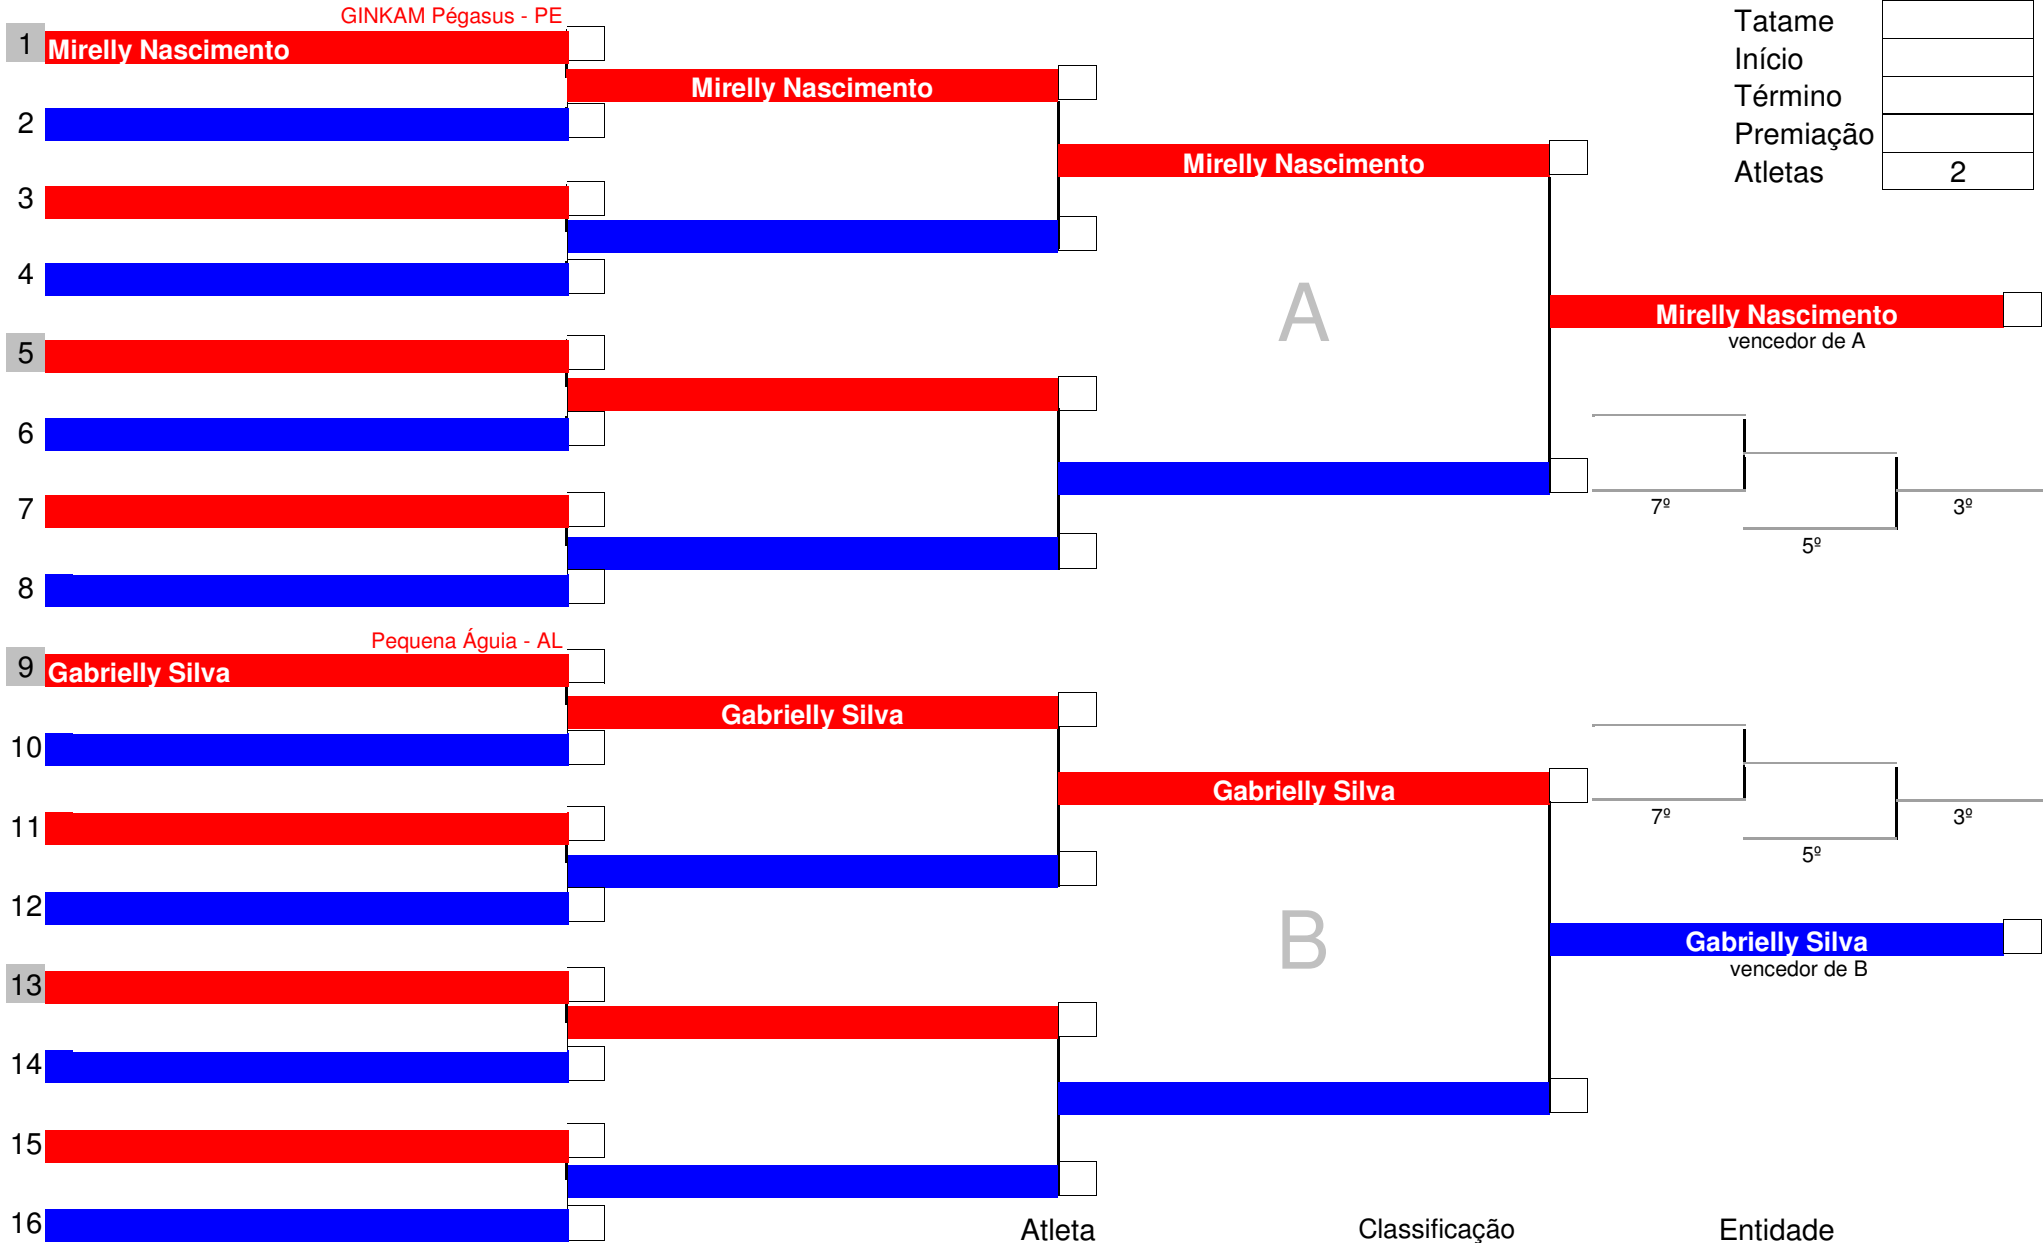 GINKAM Pégasus - PE
Tatame
1 Mirelly Nascimento
Início
Mirelly Nascimento
Término
2
Premiação
Mirelly Nascimento
Atletas 2
3
4
A
Mirelly Nascimento
vencedor de A
5
6
7
7º 3º
5º
8
Pequena Águia - AL
9 Gabrielly Silva
Gabrielly Silva
10
Gabrielly Silva
7º 3º
11
5º
12
B
Gabrielly Silva
vencedor de B
13
14
15
16
Atleta Classificação Entidade